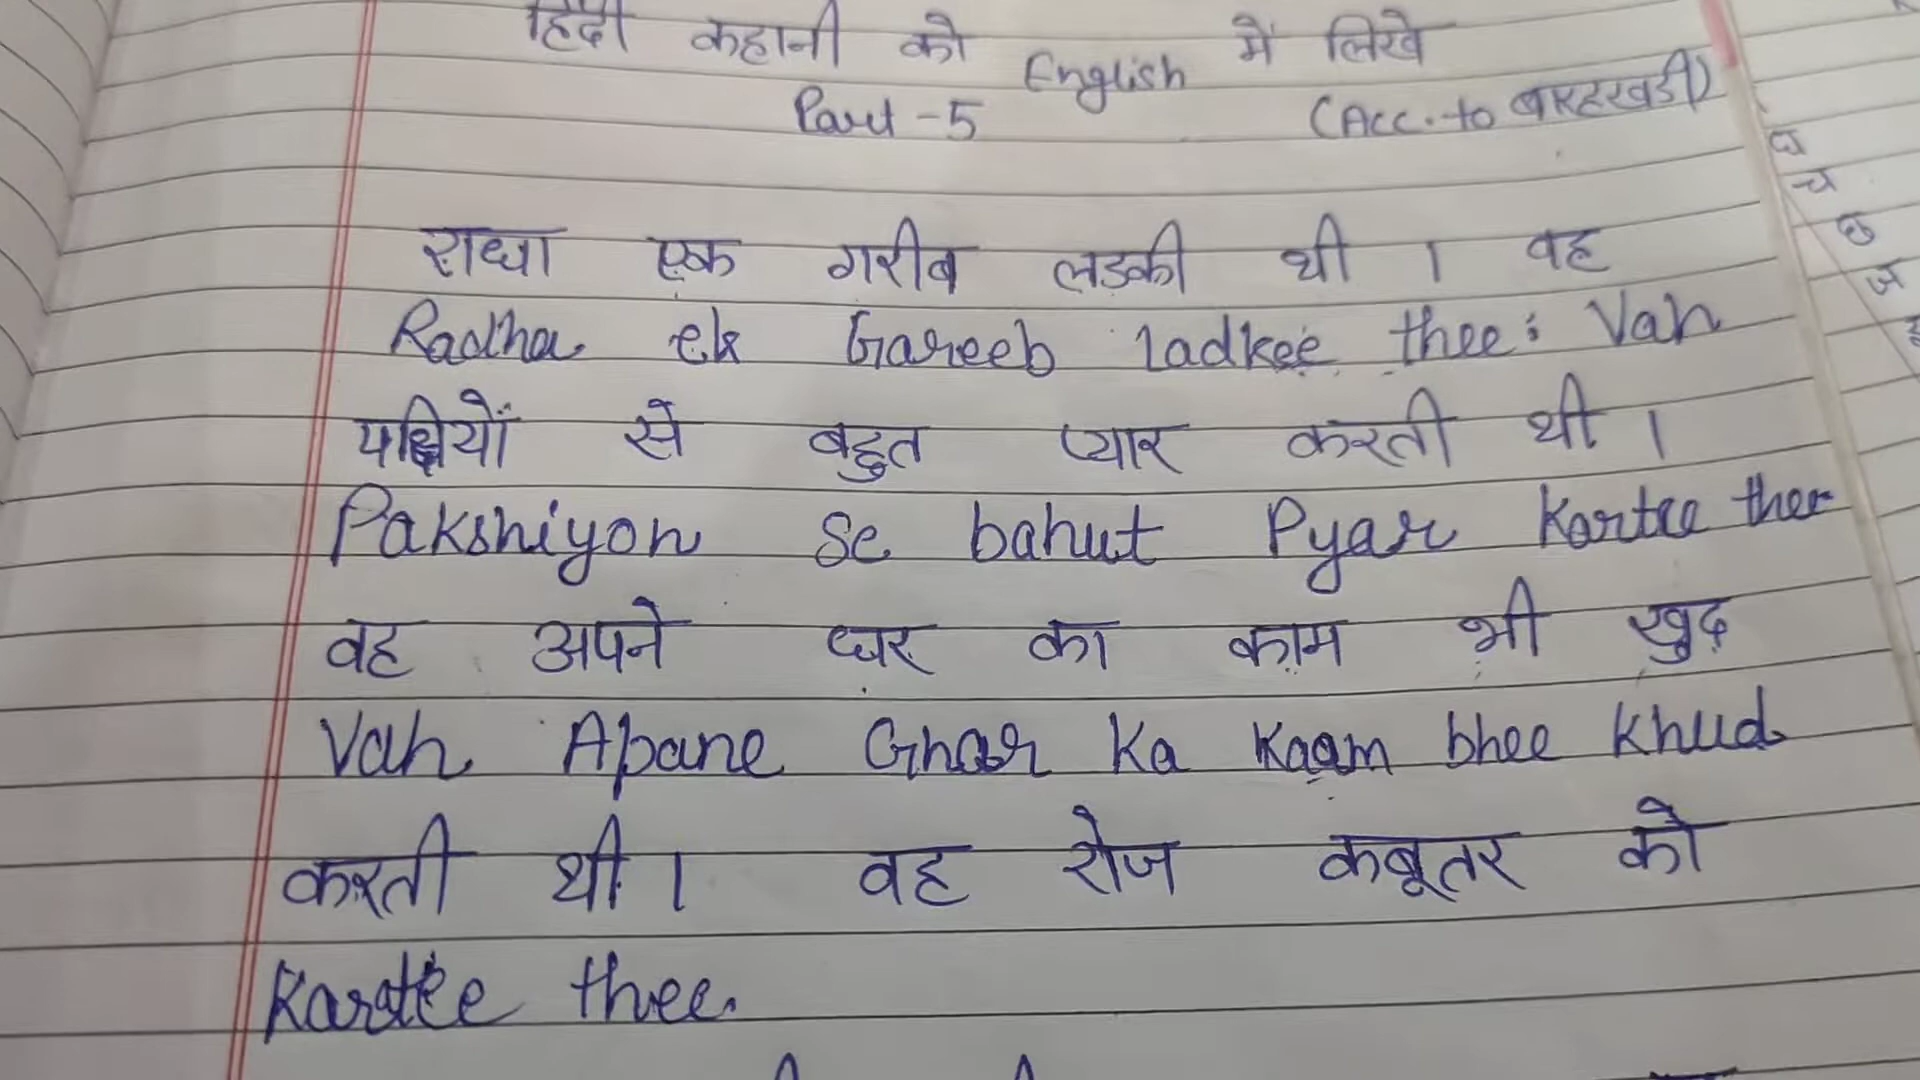 हिंदी कहानी को English में लिखे
Part-5 (Acc. to बारहखडी)
राधा एक गरीब लडकी थी । वह
Radha ek Gareeb ladkee thee. Vah
पक्षियों से बहुत प्यार करती थी ।
Pakshiyon se bahut Pyar Kartee thee
वह अपने घर का काम भी खुद
Vah Apane Ghar Ka Kaam bhee Khud
करती थी । वह रोज कबूतर को
Karatee thee.
घ
च
छ
ज